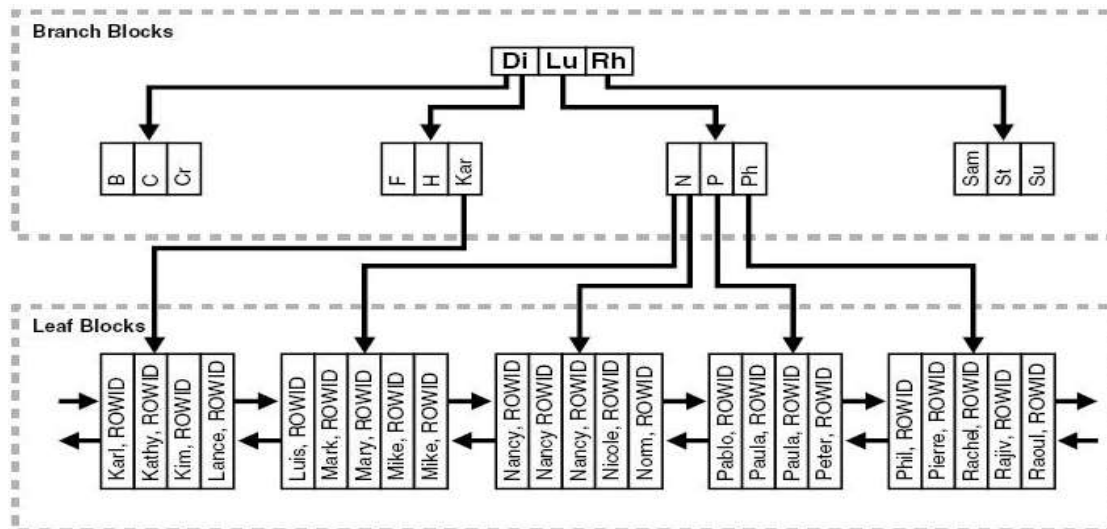 Branch Blocks
Di Lu Rh
B C Cr
F H Kar
N P Ph
Sam St Su
Leaf Blocks
Karl, ROWID
Kathy, ROWID
Kim, ROWID
Lance, ROWID
Luis, ROWID
Mark, ROWID
Mary, ROWID
Mike, ROWID
Mike, ROWID
Nancy, ROWID
Nancy ROWID
Nancy, ROWID
Nicole, ROWID
Norm, ROWID
Pablo, ROWID
Paula, ROWID
Paula, ROWID
Peter, ROWID
Phil, ROWID
Pierre, ROWID
Rachel, ROWID
Rajiv, ROWID
Raoul, ROWID